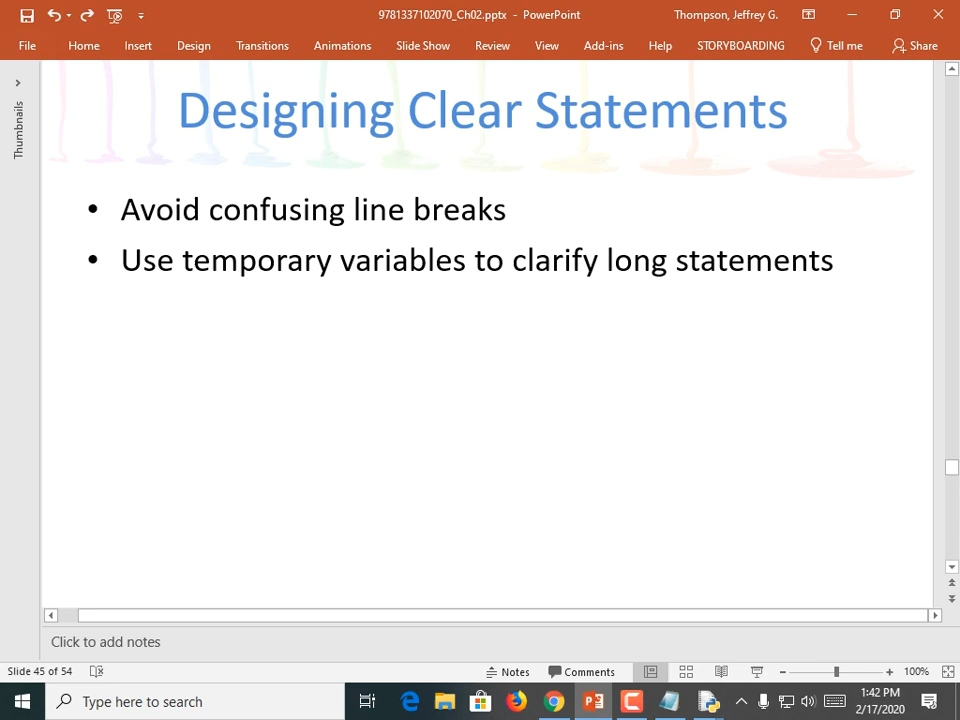 9781337102070_Ch02.pptx - PowerPoint
Thompson, Jeffrey G.
File Home Insert Design Transitions Animations Slide Show Review View Add-ins Help STORYBOARDING Tell me Share
Thumbnails
Designing Clear Statements
• Avoid confusing line breaks
• Use temporary variables to clarify long statements
Click to add notes
Slide 45 of 54
Notes
Comments
100%
Type here to search
1:42 PM
2/17/2020